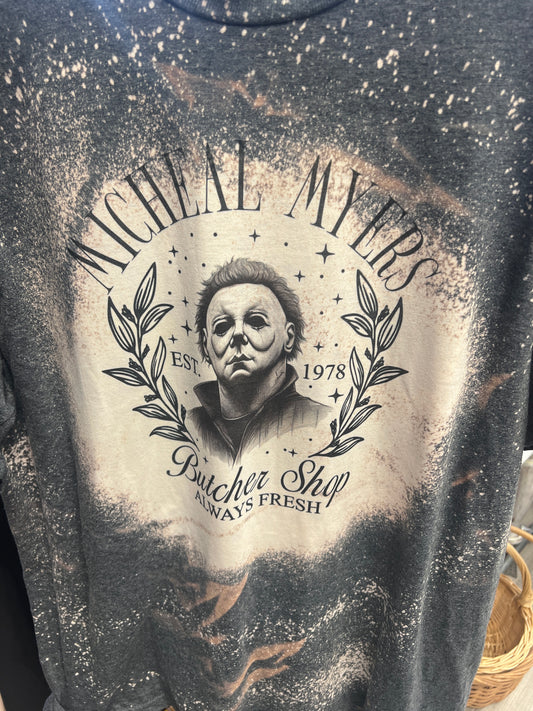 MICHEAL MYERS
EST. 1978
Butcher Shop
ALWAYS FRESH